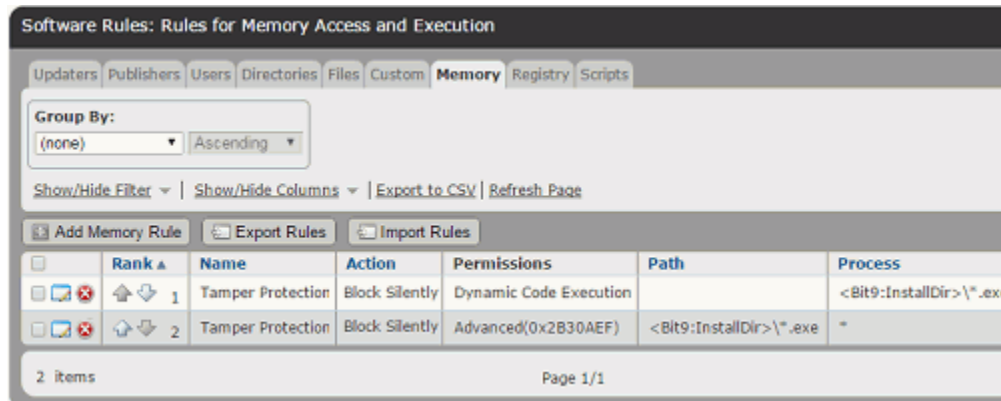 Software Rules: Rules for Memory Access and Execution
Updaters Publishers Users Directories Files Custom Memory Registry Scripts
Group By:
(none) Ascending
Show/Hide Filter | Show/Hide Columns | Export to CSV | Refresh Page
Add Memory Rule Export Rules Import Rules
Rank Name Action Permissions Path Process
1 Tamper Protection Block Silently Dynamic Code Execution <Bit9:InstallDir>\*.exe
2 Tamper Protection Block Silently Advanced(0x2B30AEF) <Bit9:InstallDir>\*.exe *
2 items Page 1/1